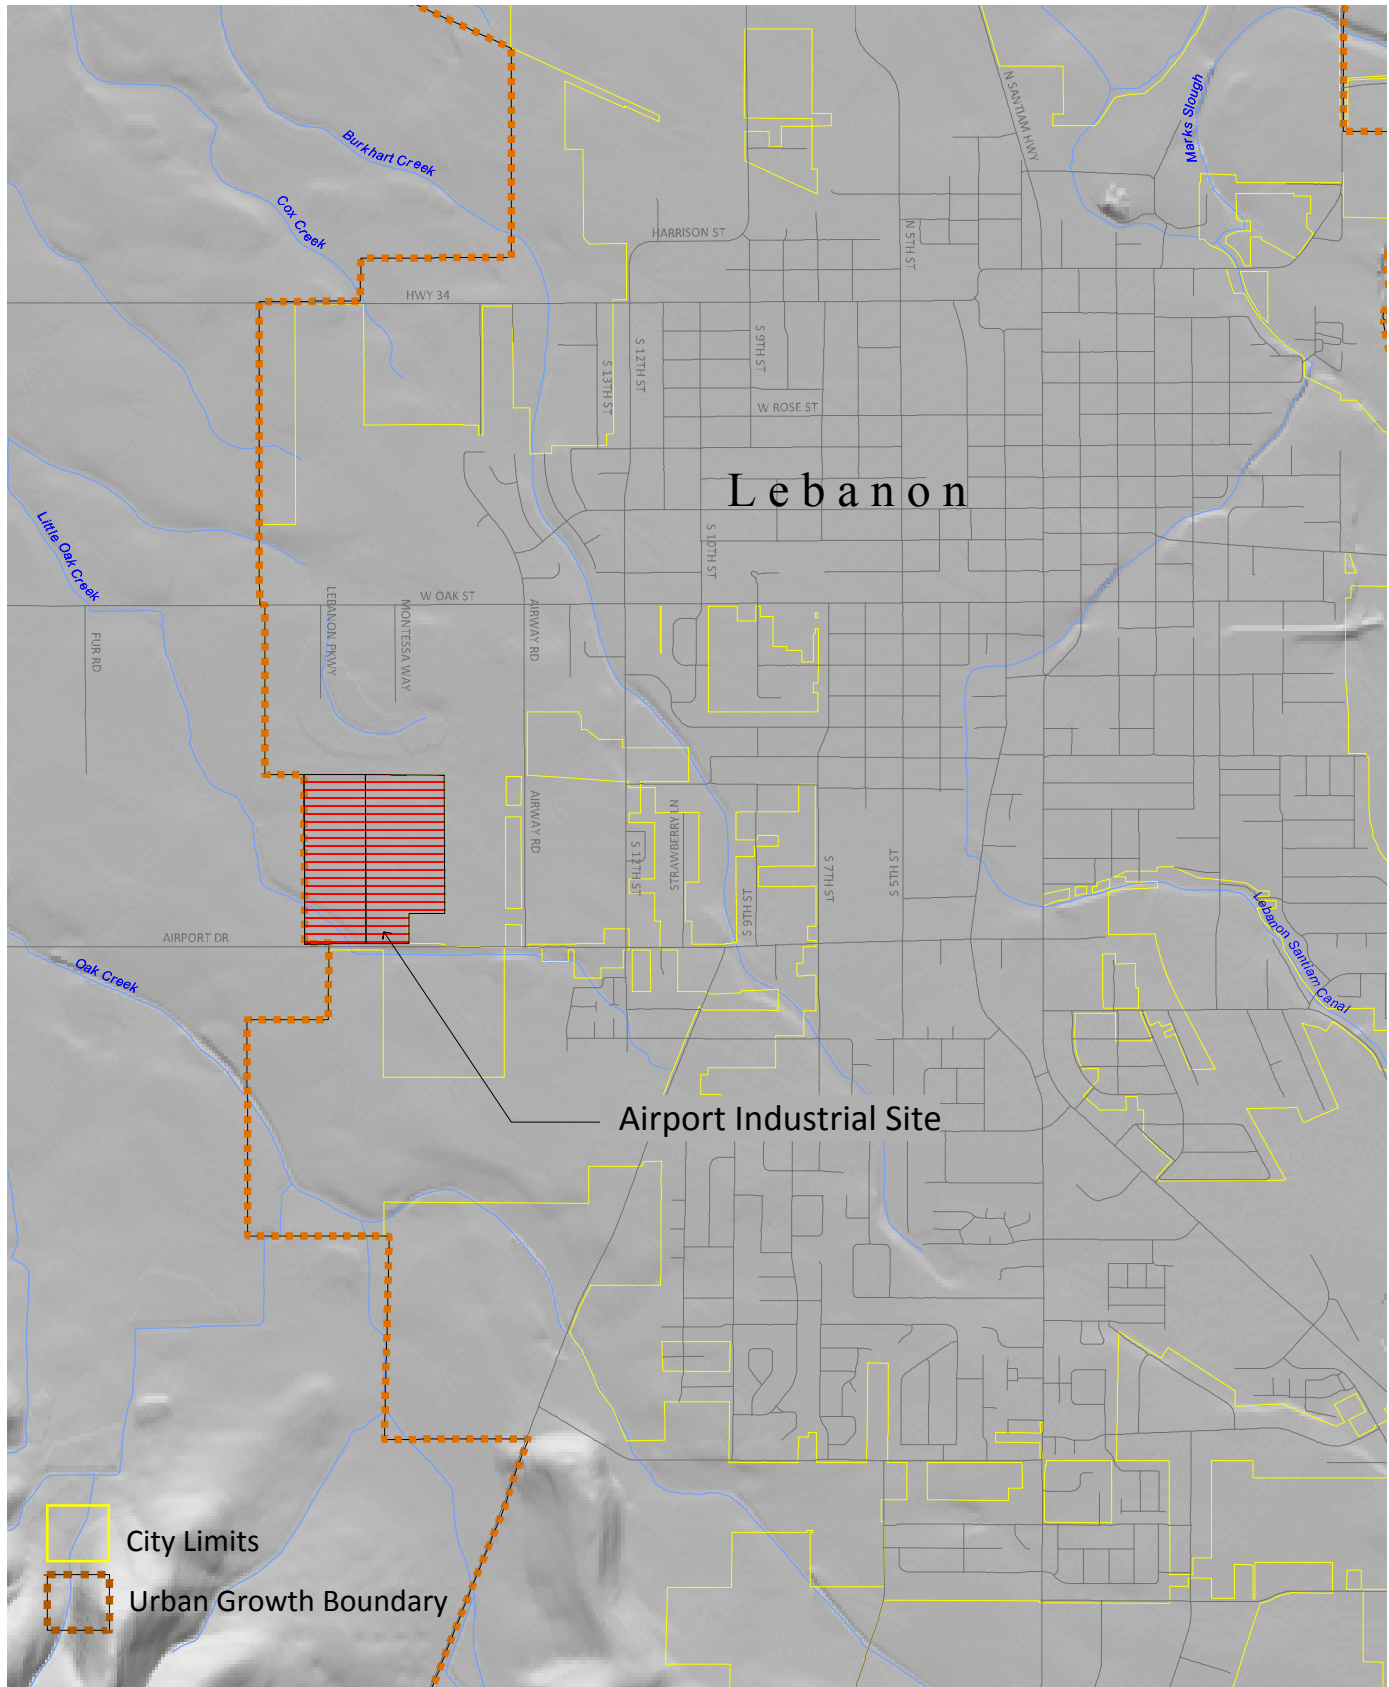 Marks Slough
N SANTIAM HWY
Burkhart Creek
Cox Creek
HARRISON ST
N 5TH ST
HWY 34
S 9TH ST
S 12TH ST
S 13TH ST
W ROSE ST
Lebanon
Little Oak Creek
S 10TH ST
W OAK ST
LEBANON PKWY
MONTESSA WAY
AIRWAY RD
FUR RD
AIRWAY RD
STRAWBERRY LN
S 12TH ST
S 7TH ST
S 5TH ST
S 9TH ST
Lebanon Santiam Canal
AIRPORT DR
Oak Creek
Airport Industrial Site
City Limits
Urban Growth Boundary